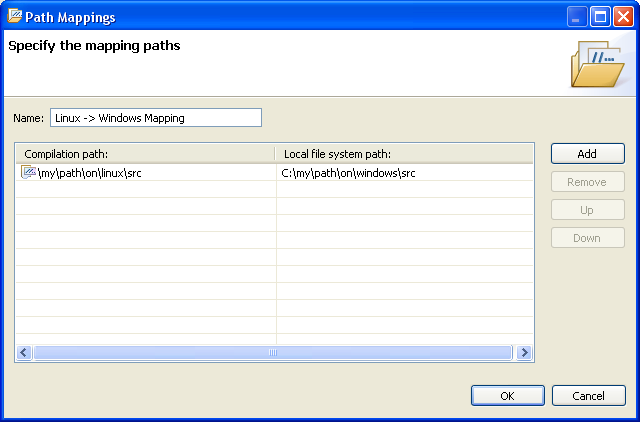 Path Mappings
Specify the mapping paths
Name: Linux -> Windows Mapping
Compilation path: Local file system path:
\my\path\on\linux\src C:\my\path\on\windows\src
Add
Remove
Up
Down
OK Cancel